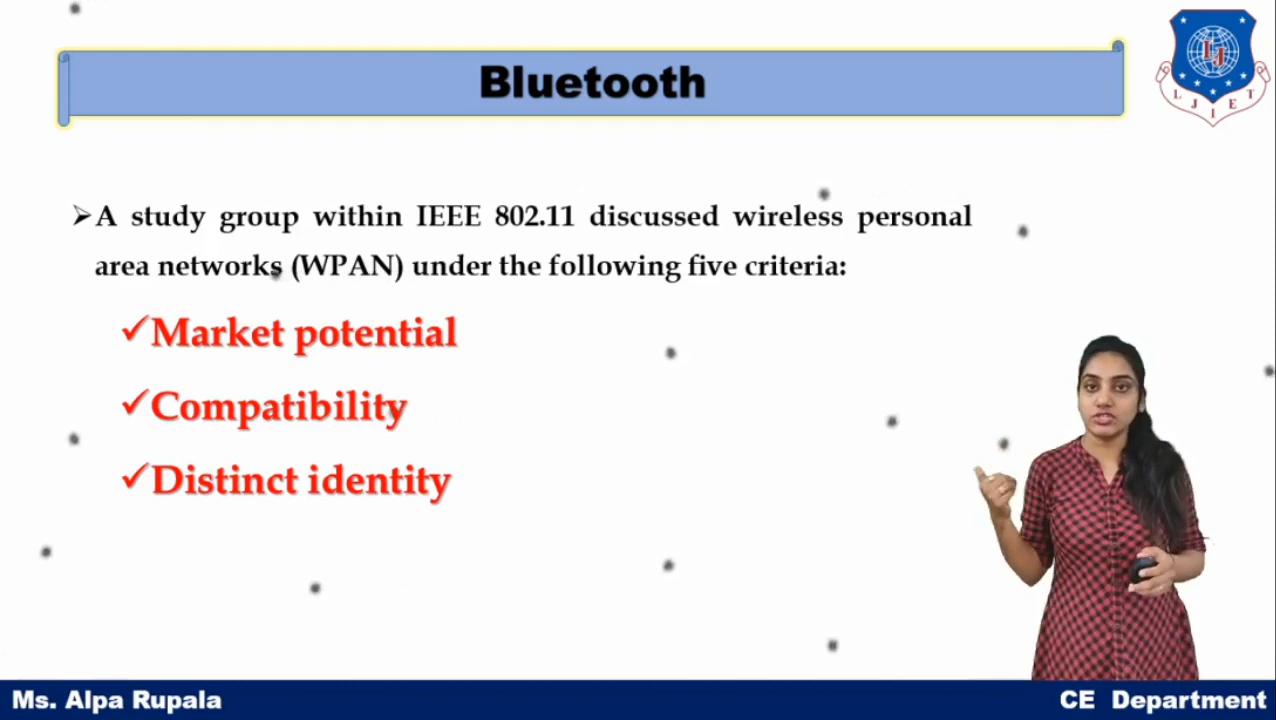 Bluetooth
L J I E T
➢A study group within IEEE 802.11 discussed wireless personal
area networks (WPAN) under the following five criteria:
✓Market potential
✓Compatibility
✓Distinct identity
Ms. Alpa Rupala
CE Department